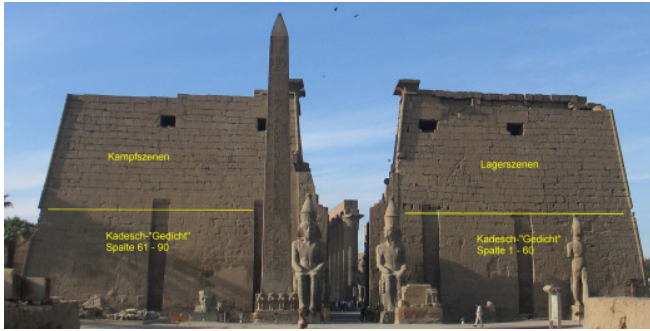 Kampfszenen
Kadesch-"Gedicht"
Spalte 61 - 90
Lagerszenen
Kadesch-"Gedicht"
Spalte 1 - 60